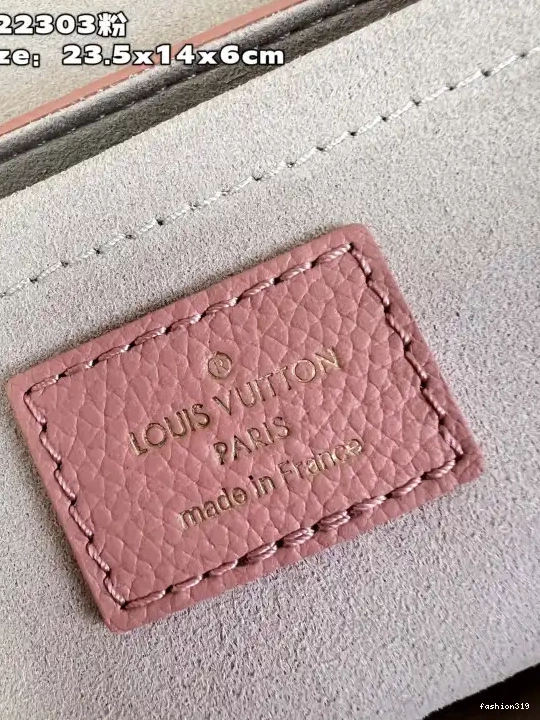 22303粉
ze：23.5x14x6cm
®
LOUIS VUITTON
PARIS
made in France
fashion319